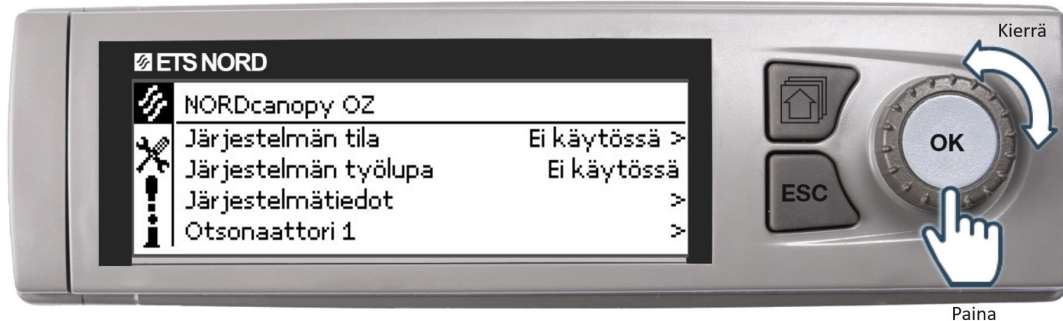 Kierrä
ETS NORD
NORDcanopy OZ
Järjestelmän tila Ei käytössä >
Järjestelmän työlupa Ei käytössä
Järjestelmätiedot >
Otsonaattori 1 >
OK
ESC
Paina